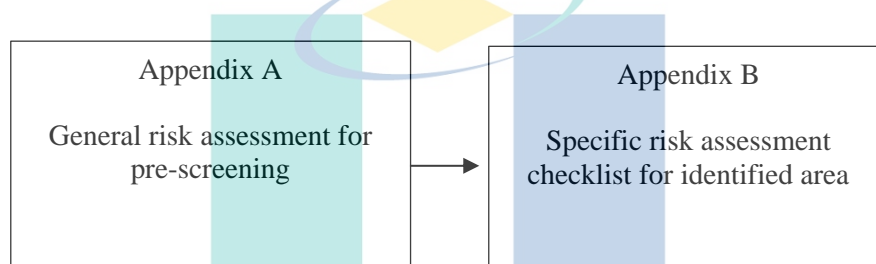 Appendix A
General risk assessment for
pre-screening
Appendix B
Specific risk assessment
checklist for identified area